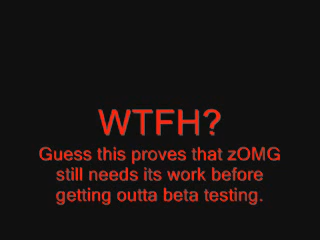 WTFH?
Guess this proves that zOMG
still needs its work before
getting outta beta testing.